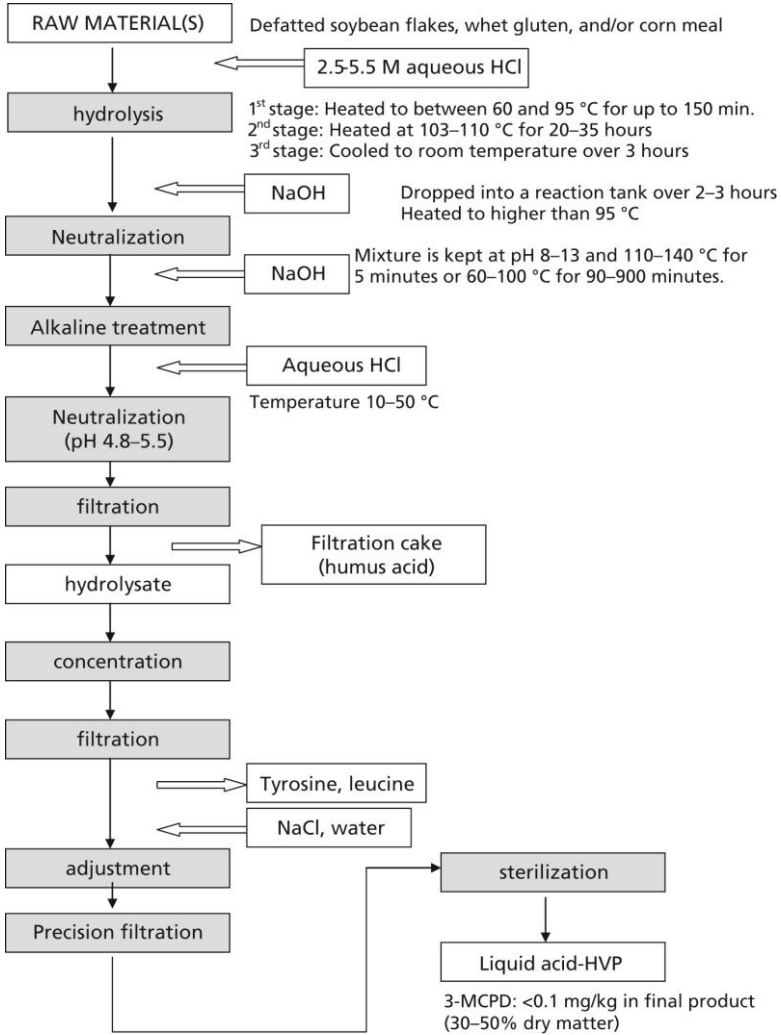 RAW MATERIAL(S)
Defatted soybean flakes, whet gluten, and/or corn meal
2.5-5.5 M aqueous HCl
hydrolysis
1st stage: Heated to between 60 and 95 °C for up to 150 min.
2nd stage: Heated at 103–110 °C for 20–35 hours
3rd stage: Cooled to room temperature over 3 hours
NaOH
Dropped into a reaction tank over 2–3 hours
Heated to higher than 95 °C
Neutralization
NaOH
Mixture is kept at pH 8–13 and 110–140 °C for
5 minutes or 60–100 °C for 90–900 minutes.
Alkaline treatment
Aqueous HCl
Temperature 10–50 °C
Neutralization
(pH 4.8–5.5)
filtration
Filtration cake
(humus acid)
hydrolysate
concentration
filtration
Tyrosine, leucine
NaCl, water
adjustment
Precision filtration
sterilization
Liquid acid-HVP
3-MCPD: <0.1 mg/kg in final product
(30–50% dry matter)